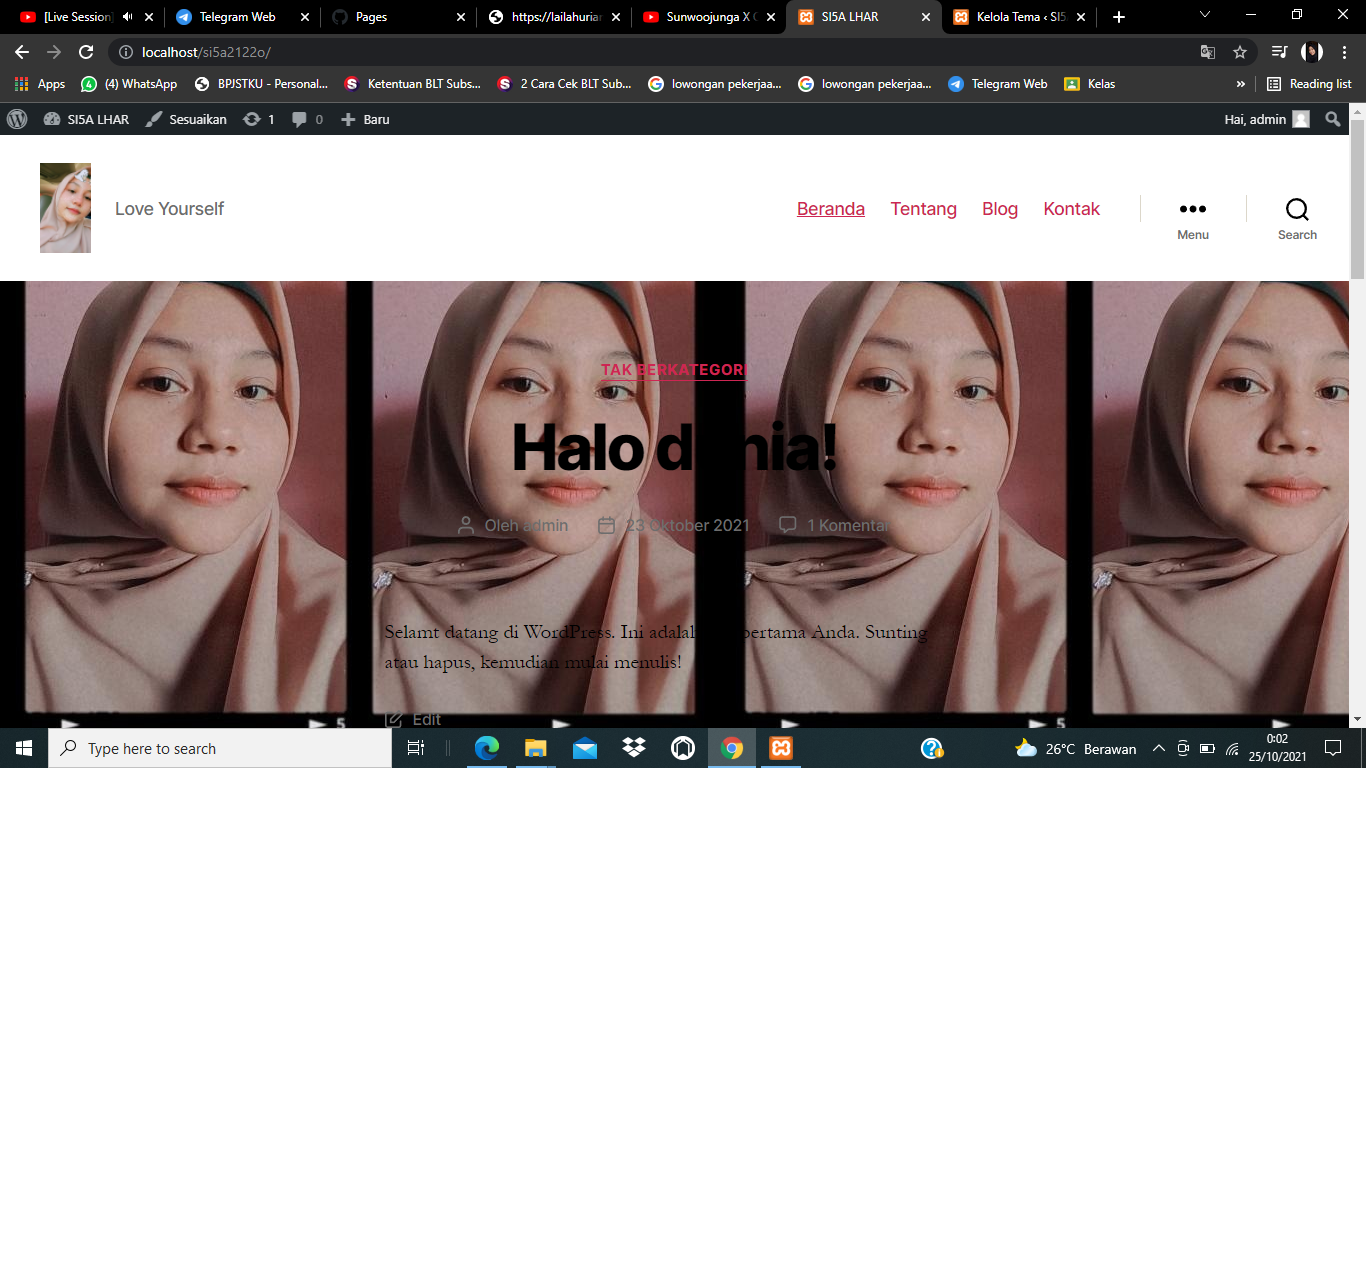 [Live Session]
Telegram Web
Pages
https://lailahurian
Sunwoojunga X
SI5A LHAR
Kelola Tema ‹ SI5
localhost/si5a2122o/
Apps
(4) WhatsApp
BPJSTKU - Personal...
Ketentuan BLT Subs...
2 Cara Cek BLT Sub...
lowongan pekerjaa...
lowongan pekerjaa...
Telegram Web
Kelas
»
Reading list
SI5A LHAR
Sesuaikan
1
0
Baru
Hai, admin
Love Yourself
Beranda
Tentang
Blog
Kontak
Menu
Search
TAK BERKATEGORI
Halo dunia!
Oleh admin
23 Oktober 2021
1 Komentar
Selamt datang di WordPress. Ini adalah pertama Anda. Sunting
atau hapus, kemudian mulai menulis!
Edit
5
5
Type here to search
26°C Berawan
0:02
25/10/2021